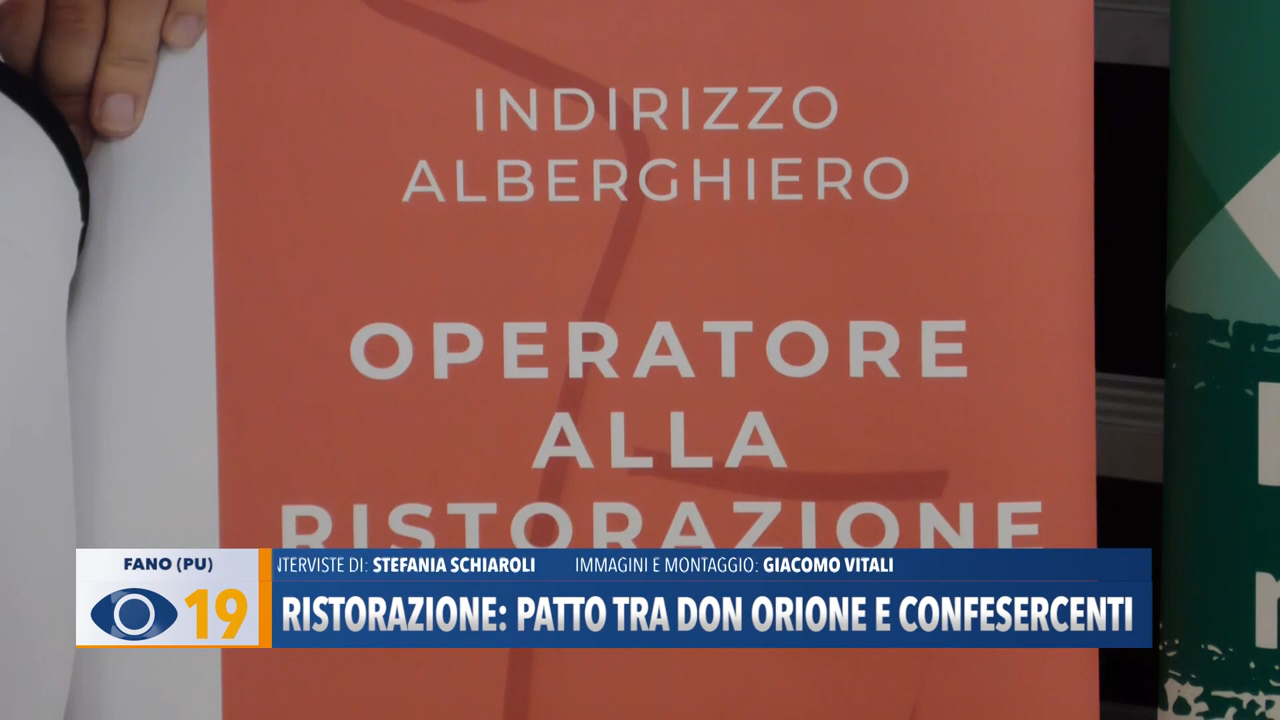 INDIRIZZO
ALBERGHIERO
OPERATORE
ALLA
RISTORAZIONE
FANO (PU)
NTERVISTE DI: STEFANIA SCHIAROLI IMMAGINI E MONTAGGIO: GIACOMO VITALI
19
RISTORAZIONE: PATTO TRA DON ORIONE E CONFESERCENTI